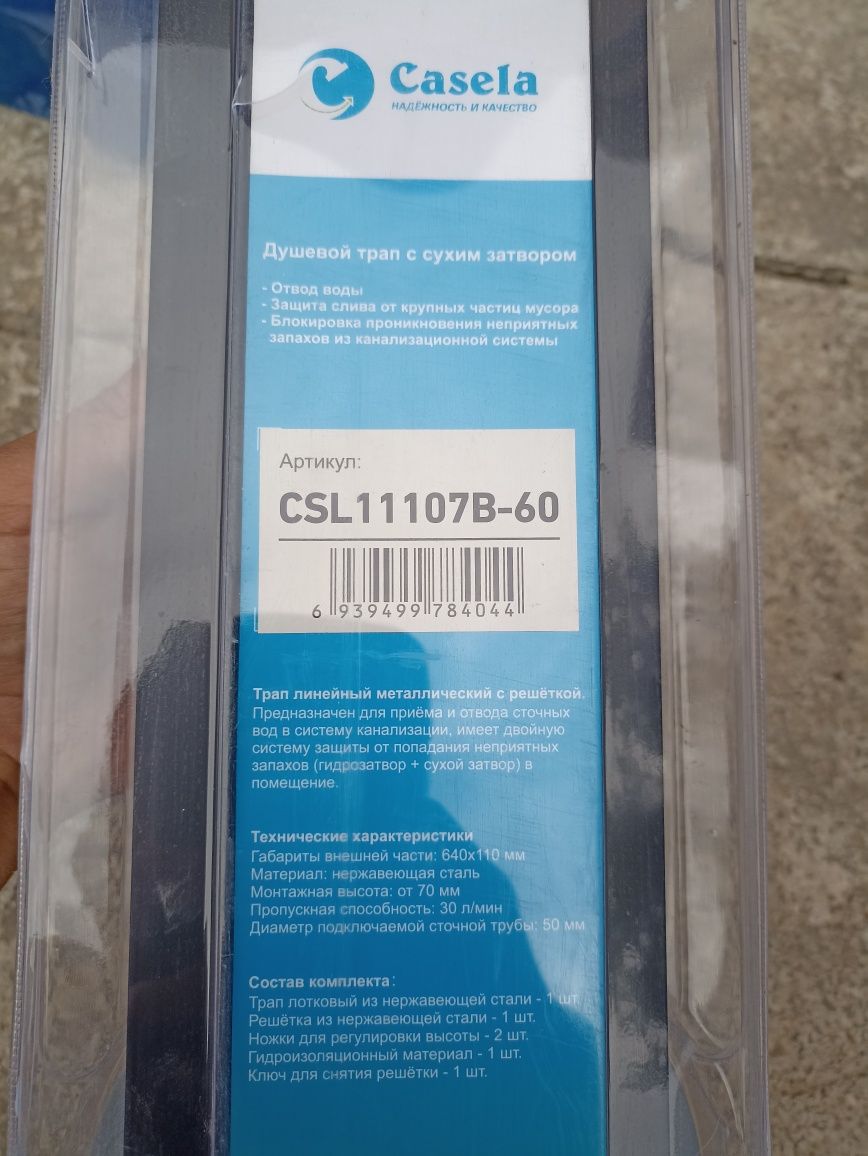 Casela
НАДЁЖНОСТЬ И КАЧЕСТВО
Душевой трап с сухим затвором
- Отвод воды
- Защита слива от крупных частиц мусора
- Блокировка проникновения неприятных
запахов из канализационной системы
Артикул:
CSL11107B-60
6 939499 784044
Трап линейный металлический с решёткой.
Предназначен для приёма и отвода сточных
вод в систему канализации, имеет двойную
систему защиты от попадания неприятных
запахов (гидрозатвор + сухой затвор) в
помещение.
Технические характеристики
Габариты внешней части: 640х110 мм
Материал: нержавеющая сталь
Монтажная высота: от 70 мм
Пропускная способность: 30 л/мин
Диаметр подключаемой сточной трубы: 50 мм
Состав комплекта:
Трап лотковый из нержавеющей стали - 1 шт.
Решётка из нержавеющей стали - 1 шт.
Ножки для регулировки высоты - 2 шт.
Гидроизоляционный материал - 1 шт.
Ключ для снятия решётки - 1 шт.